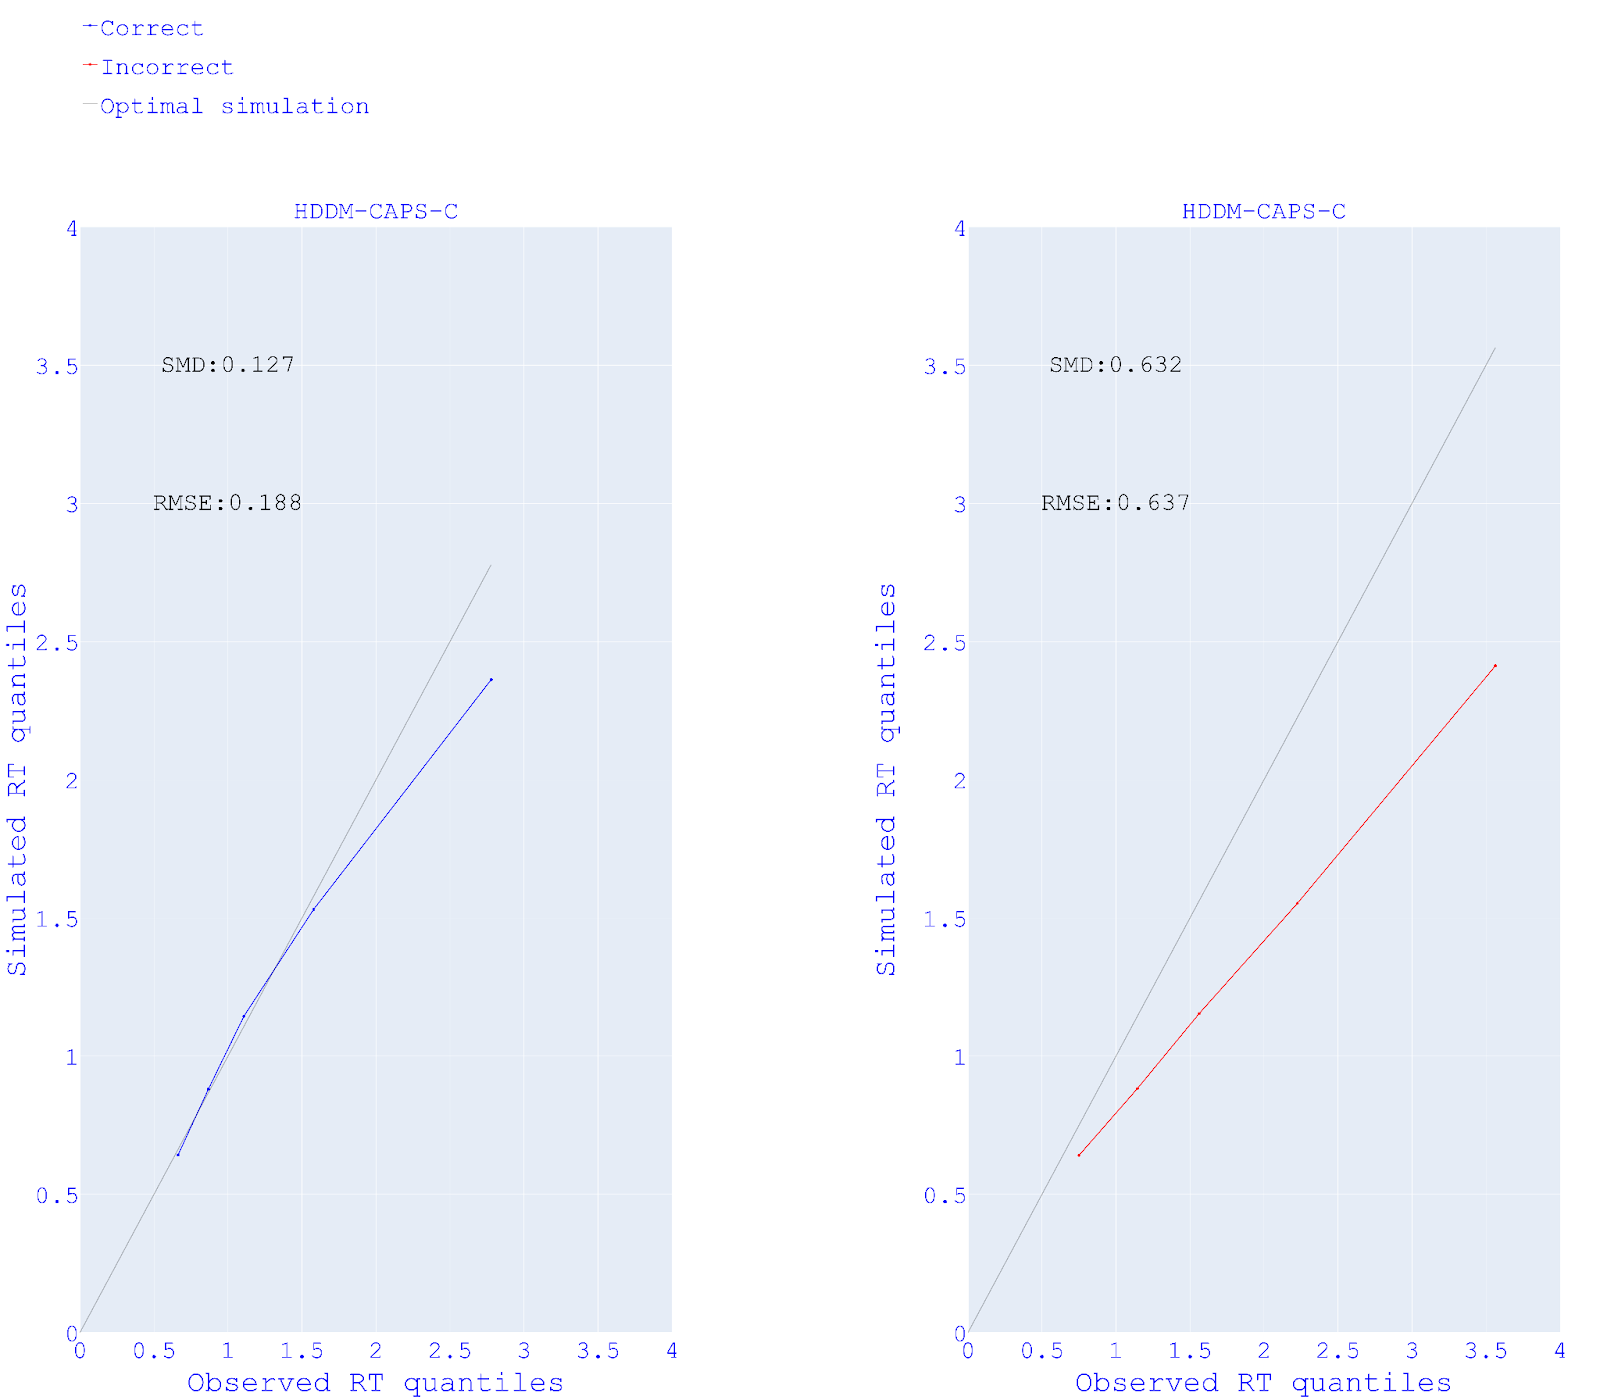 Correct
Incorrect
Optimal simulation
HDDM-CAPS-C
4
3.5
3
2.5
2
1.5
1
0.5
0
SMD:0.127
RMSE:0.188
Simulated RT quantiles
0 0.5 1 1.5 2 2.5 3 3.5 4
Observed RT quantiles
HDDM-CAPS-C
4
3.5
3
2.5
2
1.5
1
0.5
0
SMD:0.632
RMSE:0.637
Simulated RT quantiles
0 0.5 1 1.5 2 2.5 3 3.5 4
Observed RT quantiles